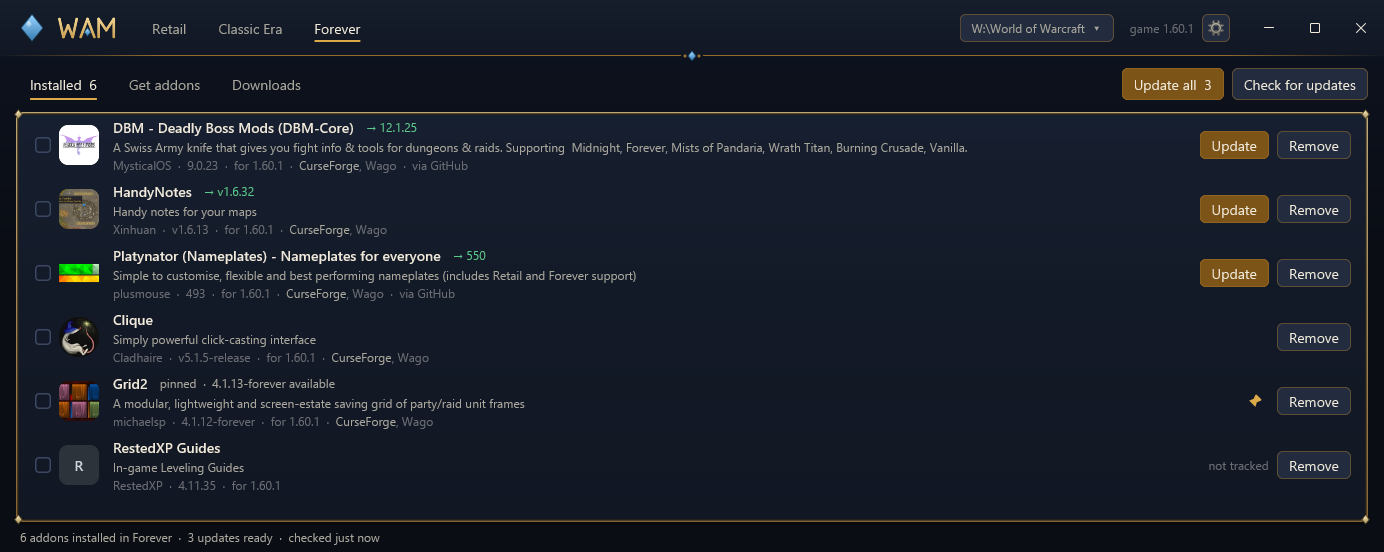 WAM Retail Classic Era Forever W:\World of Warcraft ▾ game 1.60.1
Installed 6 Get addons Downloads Update all 3 Check for updates
DBM - Deadly Boss Mods (DBM-Core) → 12.1.25
A Swiss Army knife that gives you fight info & tools for dungeons & raids. Supporting Midnight, Forever, Mists of Pandaria, Wrath Titan, Burning Crusade, Vanilla.
MysticalOS · 9.0.23 · for 1.60.1 · CurseForge, Wago · via GitHub
Update Remove
HandyNotes → v1.6.32
Handy notes for your maps
Xinhuan · v1.6.13 · for 1.60.1 · CurseForge, Wago
Update Remove
Platynator (Nameplates) - Nameplates for everyone → 550
Simple to customise, flexible and best performing nameplates (includes Retail and Forever support)
plusmouse · 493 · for 1.60.1 · CurseForge, Wago · via GitHub
Update Remove
Clique
Simply powerful click-casting interface
Cladhaire · v5.1.5-release · for 1.60.1 · CurseForge, Wago
Remove
Grid2 pinned · 4.1.13-forever available
A modular, lightweight and screen-estate saving grid of party/raid unit frames
michaelsp · 4.1.12-forever · for 1.60.1 · CurseForge, Wago
Remove
R
RestedXP Guides
In-game Leveling Guides
RestedXP · 4.11.35 · for 1.60.1
not tracked Remove
6 addons installed in Forever · 3 updates ready · checked just now